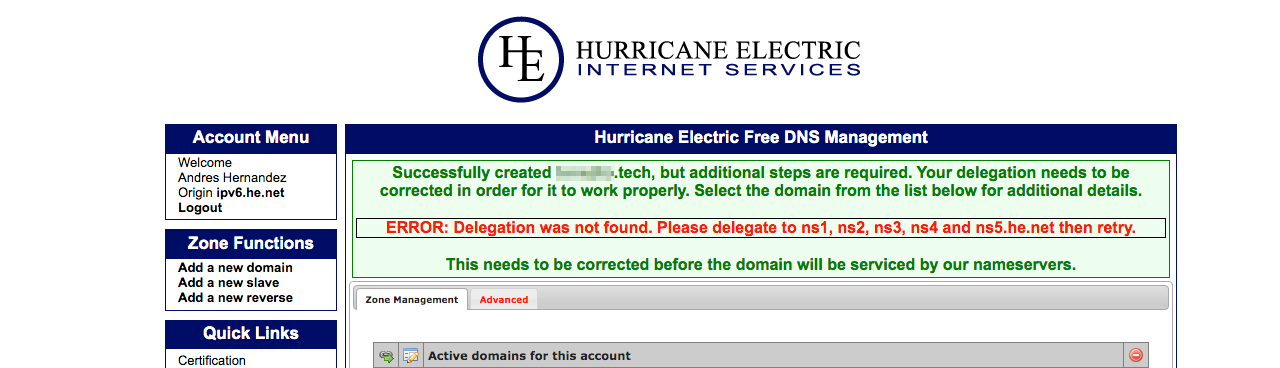 HE
HURRICANE ELECTRIC
INTERNET SERVICES
Account Menu
Welcome
Andres Hernandez
Origin ipv6.he.net
Logout
Zone Functions
Add a new domain
Add a new slave
Add a new reverse
Quick Links
Certification
Hurricane Electric Free DNS Management
Successfully created .tech, but additional steps are required. Your delegation needs to be
corrected in order for it to work properly. Select the domain from the list below for additional details.
ERROR: Delegation was not found. Please delegate to ns1, ns2, ns3, ns4 and ns5.he.net then retry.
This needs to be corrected before the domain will be serviced by our nameservers.
Zone Management
Advanced
Active domains for this account